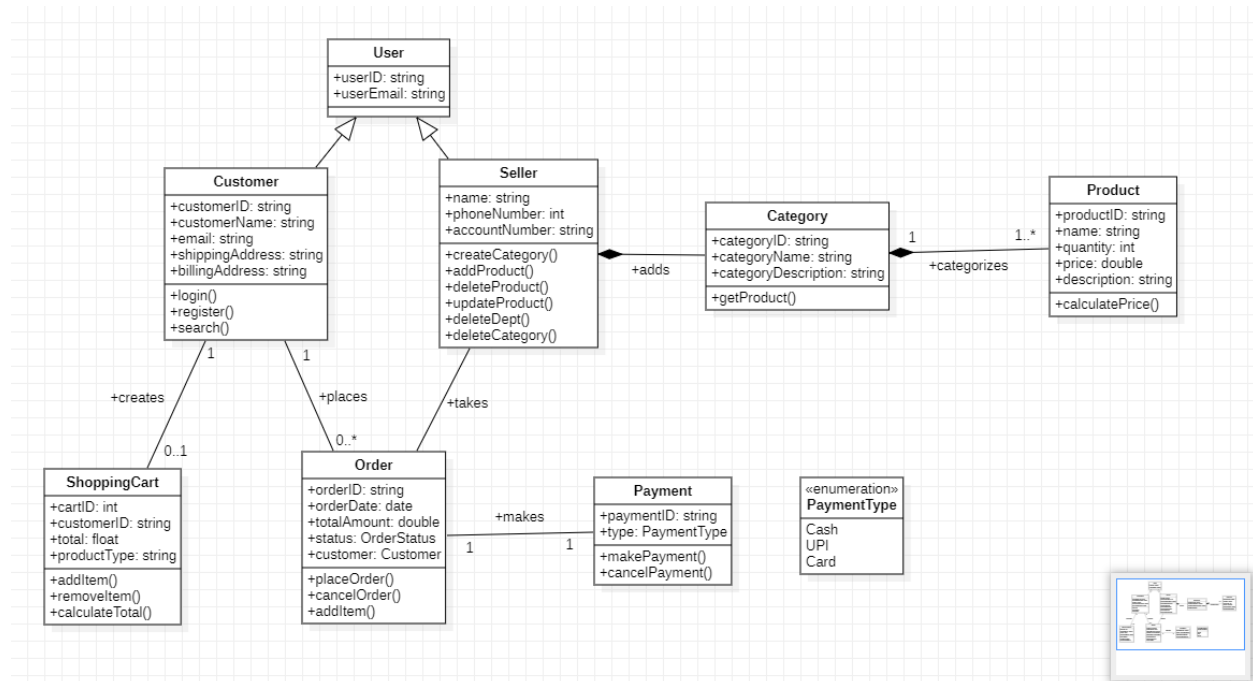 User
+userID: string
+userEmail: string
Customer
+customerID: string
+customerName: string
+email: string
+shippingAddress: string
+billingAddress: string
+login()
+register()
+search()
Seller
+name: string
+phoneNumber: int
+accountNumber: string
+createCategory()
+addProduct()
+deleteProduct()
+updateProduct()
+deleteDept()
+deleteCategory()
+adds
Category
+categoryID: string
+categoryName: string
+categoryDescription: string
+getProduct()
1
1..*
+categorizes
Product
+productID: string
+name: string
+quantity: int
+price: double
+description: string
+calculatePrice()
1
+creates
0..1
1
+places
0..*
+takes
ShoppingCart
+cartID: int
+customerID: string
+total: float
+productType: string
+addItem()
+removeItem()
+calculateTotal()
Order
+orderID: string
+orderDate: date
+totalAmount: double
+status: OrderStatus
+customer: Customer
+placeOrder()
+cancelOrder()
+addItem()
+makes
1
1
Payment
+paymentID: string
+type: PaymentType
+makePayment()
+cancelPayment()
«enumeration»
PaymentType
Cash
UPI
Card